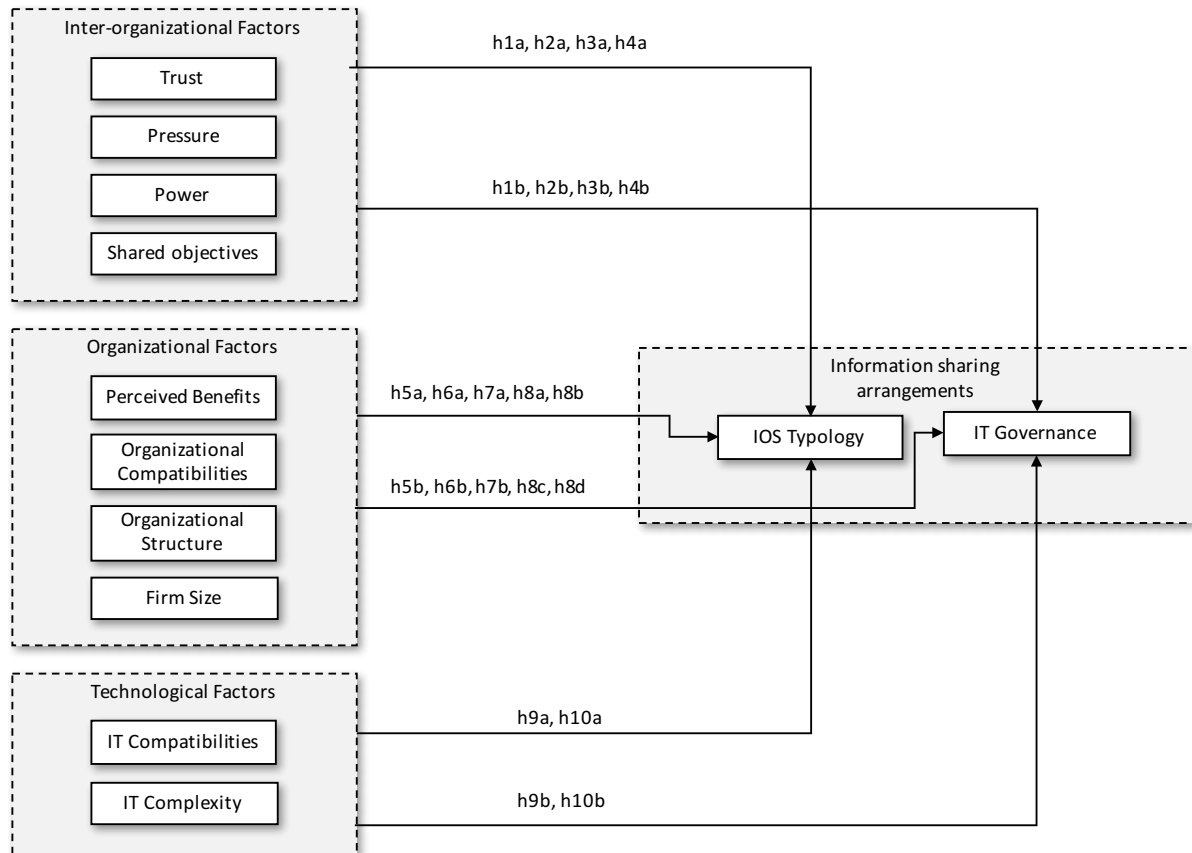 Inter-organizational Factors
Trust
Pressure
Power
Shared objectives
h1a, h2a, h3a, h4a
h1b, h2b, h3b, h4b
Organizational Factors
Perceived Benefits
Organizational
Compatibilities
Organizational
Structure
Firm Size
h5a, h6a, h7a, h8a, h8b
h5b, h6b, h7b, h8c, h8d
Information sharing
arrangements
IOS Typology
IT Governance
Technological Factors
IT Compatibilities
IT Complexity
h9a, h10a
h9b, h10b